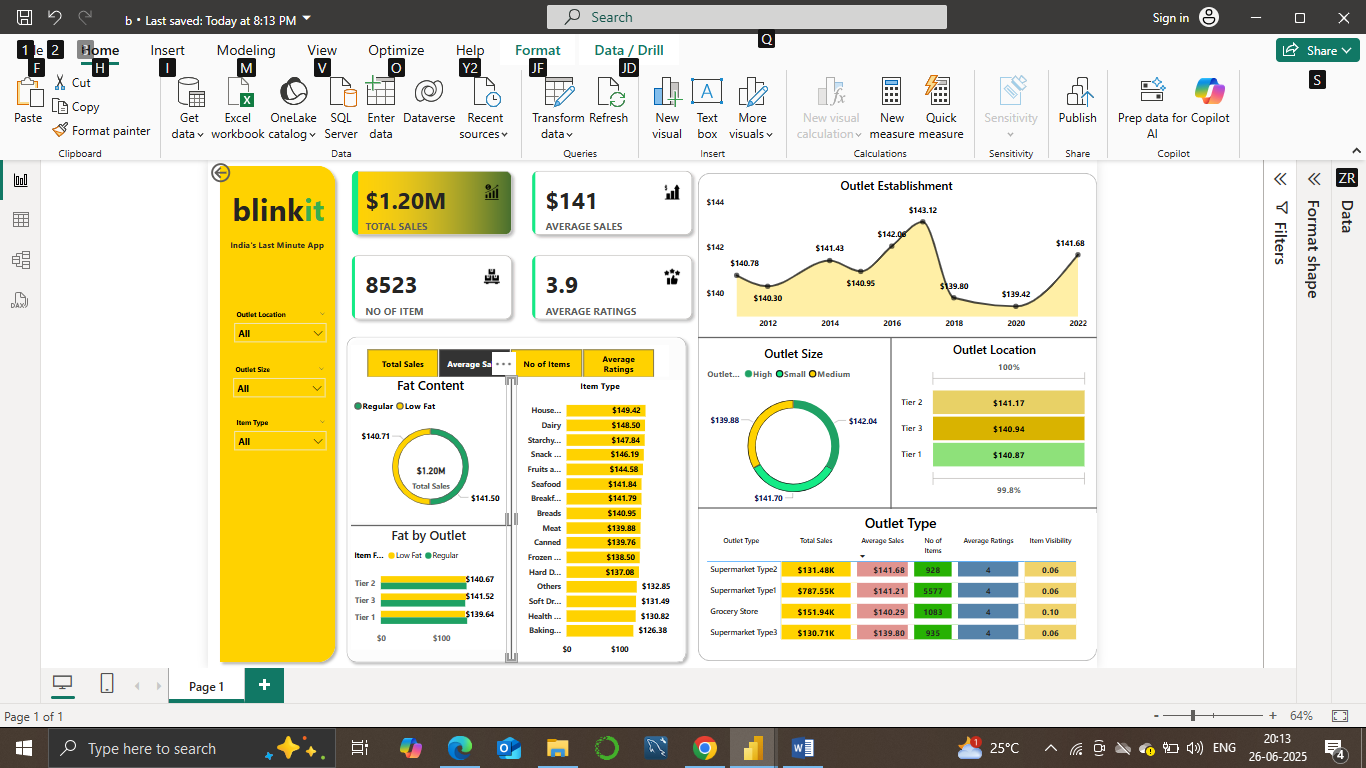 b • Last saved: Today at 8:13 PM
Search
Sign in
1 2
Home Insert Modeling View Optimize Help Format Data / Drill
Share
F H I M V O Y2 JF JD Q S
Paste
Cut
Copy
Format painter
Get data
Excel workbook
OneLake catalog
SQL Server
Enter data
Dataverse
Recent sources
Transform data
Refresh
New visual
Text box
More visuals
New visual calculation
New measure
Quick measure
Sensitivity
Publish
Prep data for AI
Copilot
Clipboard Data Queries Insert Calculations Sensitivity Share Copilot
DAX
blinkit
India's Last Minute App
Outlet Location
All
Outlet Size
All
Item Type
All
$1.20M
TOTAL SALES
$141
AVERAGE SALES
8523
NO OF ITEM
3.9
AVERAGE RATINGS
Total Sales
Average Sa
No of Items
Average Ratings
Fat Content
Regular Low Fat
$140.71
$1.20M
Total Sales
$141.50
Fat by Outlet
Item F... Low Fat Regular
Tier 2 $140.67
Tier 3 $141.52
Tier 1 $139.64
$0 $100
Item Type
House... $149.42
Dairy $148.50
Starchy... $147.84
Snack ... $146.19
Fruits a... $144.58
Seafood $141.84
Breakf... $141.79
Breads $140.95
Meat $139.88
Canned $139.76
Frozen ... $138.50
Hard D... $137.08
Others $132.85
Soft Dr... $131.49
Health ... $130.82
Baking... $126.38
$0 $100
Outlet Establishment
$144
$142
$140
$140.78
$140.30
$141.43
$140.95
$142.06
$143.12
$139.80
$139.42
$141.68
2012 2014 2016 2018 2020 2022
Outlet Size
Outlet... High Small Medium
$139.88
$142.04
$141.70
Outlet Location
100%
Tier 2 $141.17
Tier 3 $140.94
Tier 1 $140.87
99.8%
Outlet Type
Outlet Type Total Sales Average Sales No of Items Average Ratings Item Visibility
Supermarket Type2 $131.48K $141.68 928 4 0.06
Supermarket Type1 $787.55K $141.21 5577 4 0.06
Grocery Store $151.94K $140.29 1083 4 0.10
Supermarket Type3 $130.71K $139.80 935 4 0.06
Filters
Format shape
ZR
Data
Page 1
Page 1 of 1
64%
Type here to search
1
25°C
ENG
20:13
26-06-2025
4